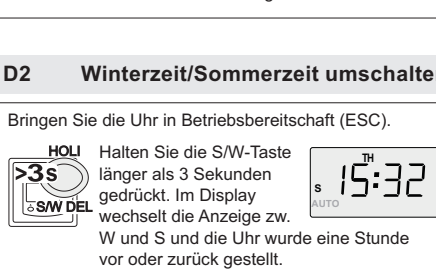 D2 Winterzeit/Sommerzeit umschalte
Bringen Sie die Uhr in Betriebsbereitschaft (ESC).
HOLI
>3s
S/W DEL
Halten Sie die S/W-Taste
länger als 3 Sekunden
gedrückt. Im Display
wechselt die Anzeige zw.
W und S und die Uhr wurde eine Stunde
vor oder zurück gestellt.
TH
S 15:32
AUTO